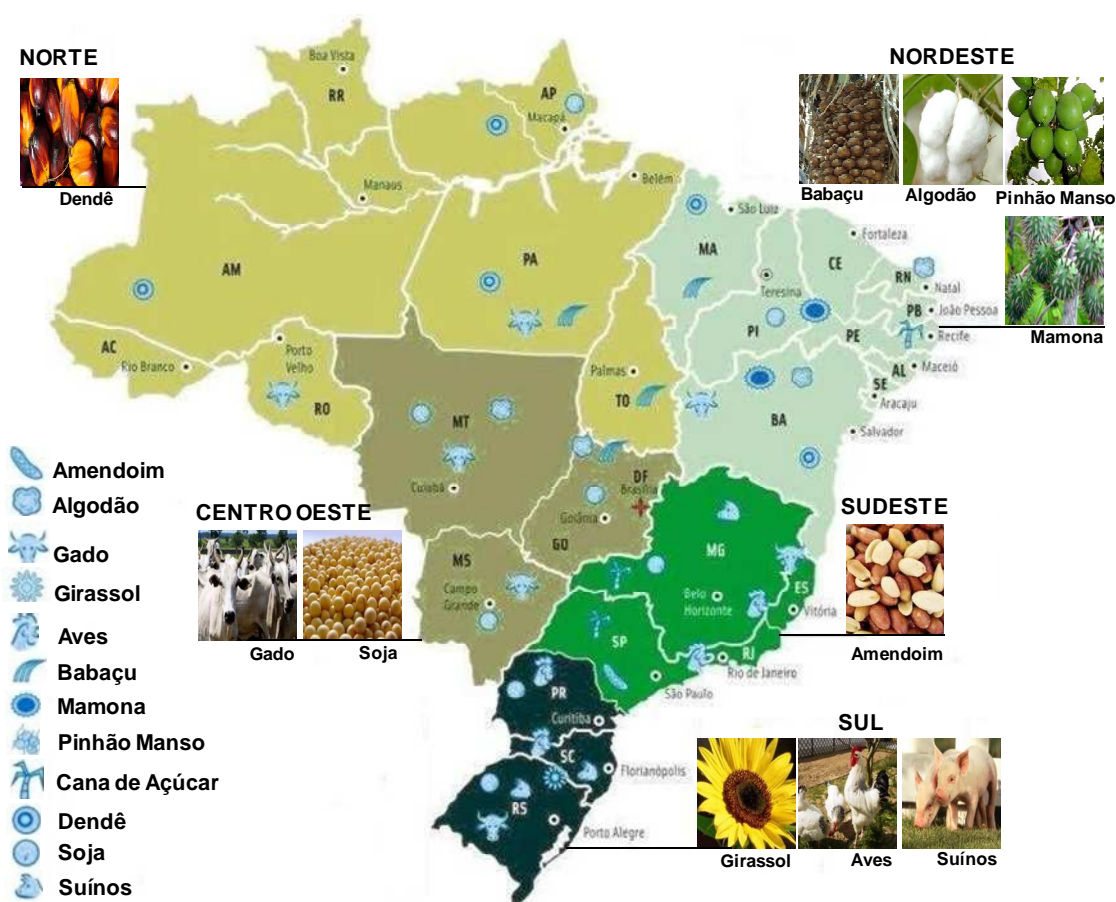 NORTE
Dendê
NORDESTE
Babaçu
Algodão
Pinhão Manso
Mamona
Boa Vista
RR
AP
Macapá
Manaus
Belém
AM
PA
São Luiz
MA
Teresina
CE
Fortaleza
RN
Natal
PB
João Pessoa
PI
PE
Recife
AL
Maceió
SE
Aracaju
AC
Rio Branco
Porto
Velho
RO
Palmas
TO
BA
Salvador
MT
Cuiabá
DF
Brasília
Goiânia
GO
MS
Campo
Grande
MG
Belo
Horizonte
ES
Vitória
SP
RJ
Rio de Janeiro
São Paulo
PR
Curitiba
SC
Florianópolis
RS
Porto Alegre
Amendoim
Algodão
Gado
Girassol
Aves
Babaçu
Mamona
Pinhão Manso
Cana de Açúcar
Dendê
Soja
Suínos
CENTRO OESTE
Gado
Soja
SUDESTE
Amendoim
SUL
Girassol
Aves
Suínos